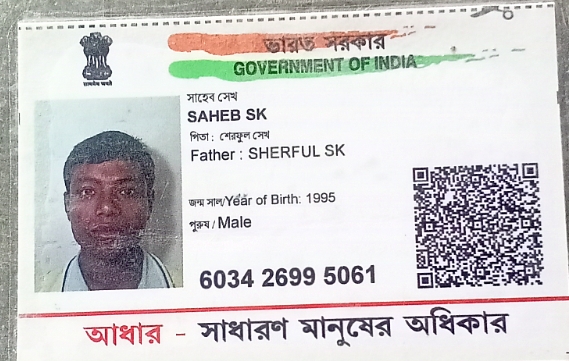 ভারত সরকার
GOVERNMENT OF INDIA
সাহেব সেখ
SAHEB SK
পিতা : শেরফুল সেখ
Father : SHERFUL SK
জন্ম সাল/Year of Birth: 1995
পুরুষ / Male
6034 2699 5061
আধার - সাধারণ মানুষের অধিকার